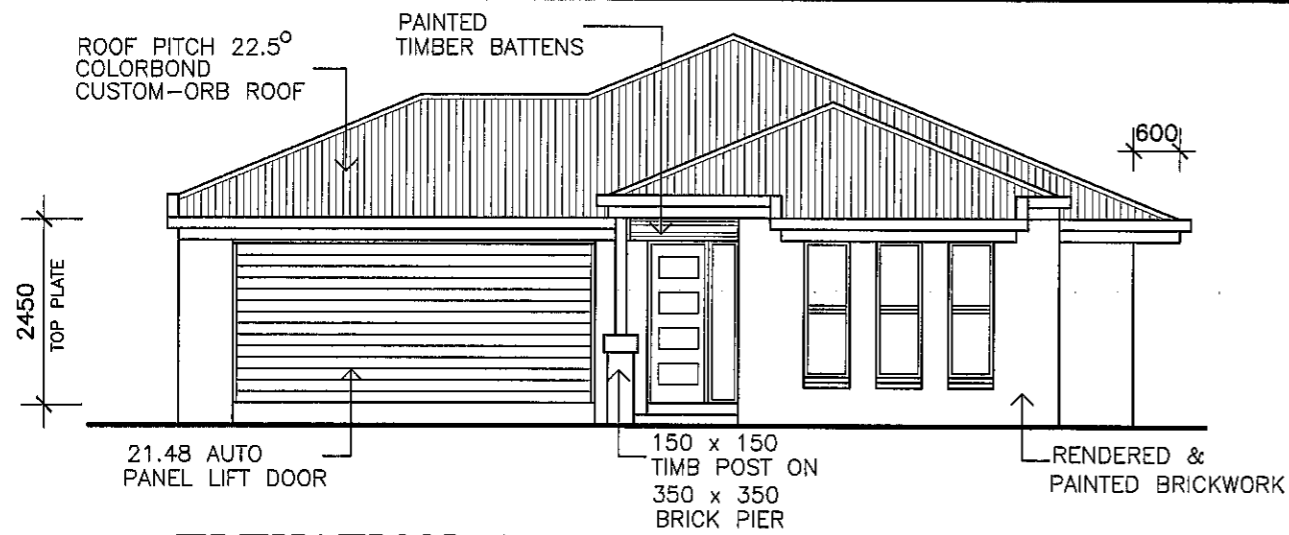 ROOF PITCH 22.5°
COLORBOND
CUSTOM-ORB ROOF
PAINTED
TIMBER BATTENS
600
2450
TOP PLATE
21.48 AUTO
PANEL LIFT DOOR
150 x 150
TIMB POST ON
350 x 350
BRICK PIER
RENDERED &
PAINTED BRICKWORK